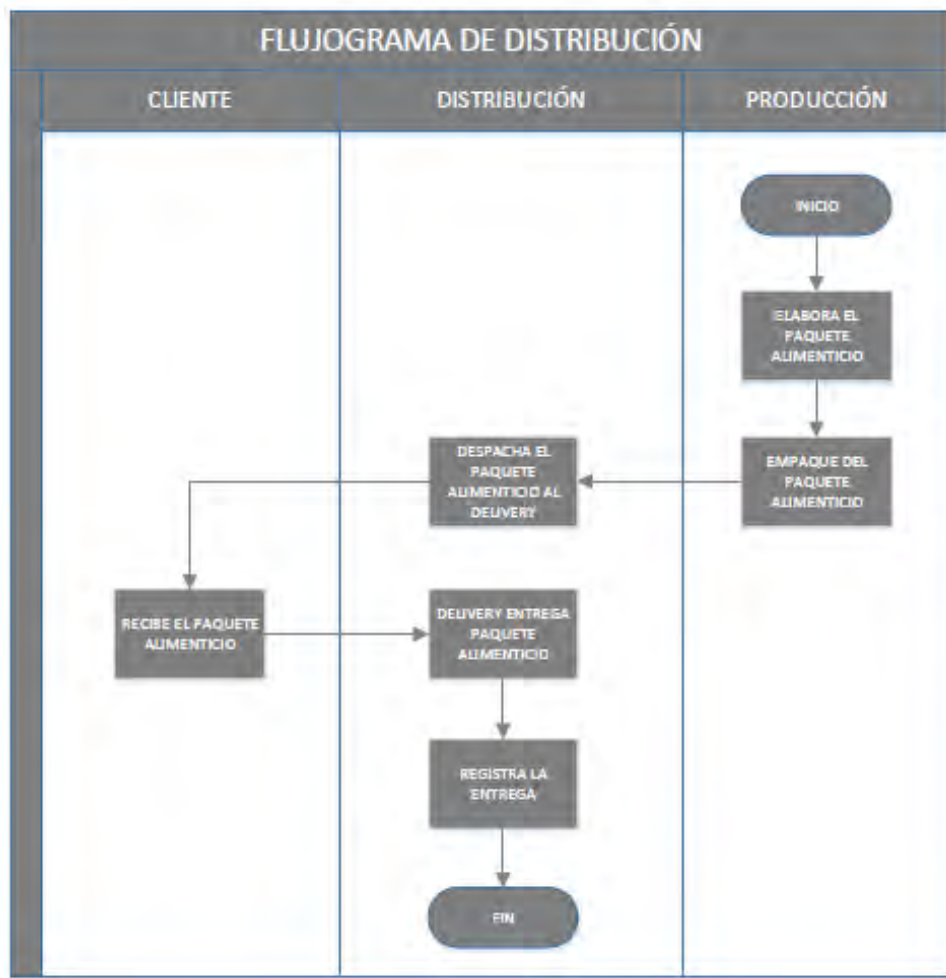 FLUJOGRAMA DE DISTRIBUCIÓN
CLIENTE
DISTRIBUCIÓN
PRODUCCIÓN
INICIO
ELABORA EL
PAQUETE
ALIMENTICIO
EMPAQUE DEL
PAQUETE
ALIMENTICIO
DESPACHA EL
PAQUETE
ALIMENTICIO AL
DELIVERY
RECIBE EL PAQUETE
ALIMENTICIO
DELIVERY ENTREGA
PAQUETE
ALIMENTICIO
REGISTRA LA
ENTREGA
FIN